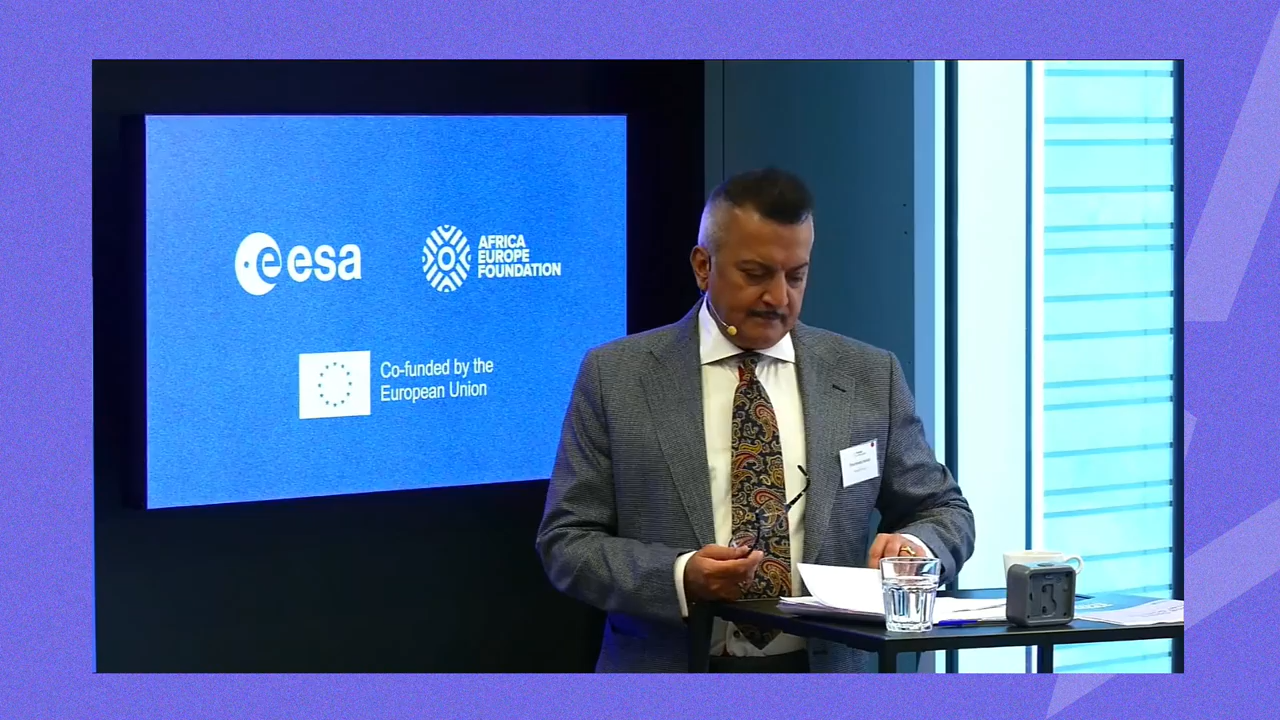 esa
AFRICA
EUROPE
FOUNDATION
Co-funded by the
European Union